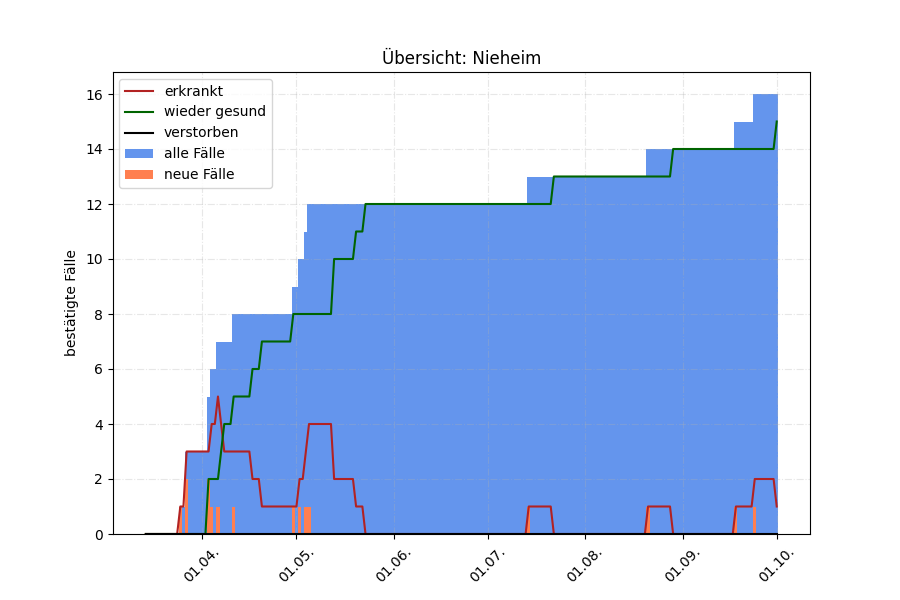 Übersicht: Nieheim
erkrankt
wieder gesund
verstorben
alle Fälle
neue Fälle
bestätigte Fälle
16
14
12
10
8
6
4
2
0
01.04.
01.05.
01.06.
01.07.
01.08.
01.09.
01.10.